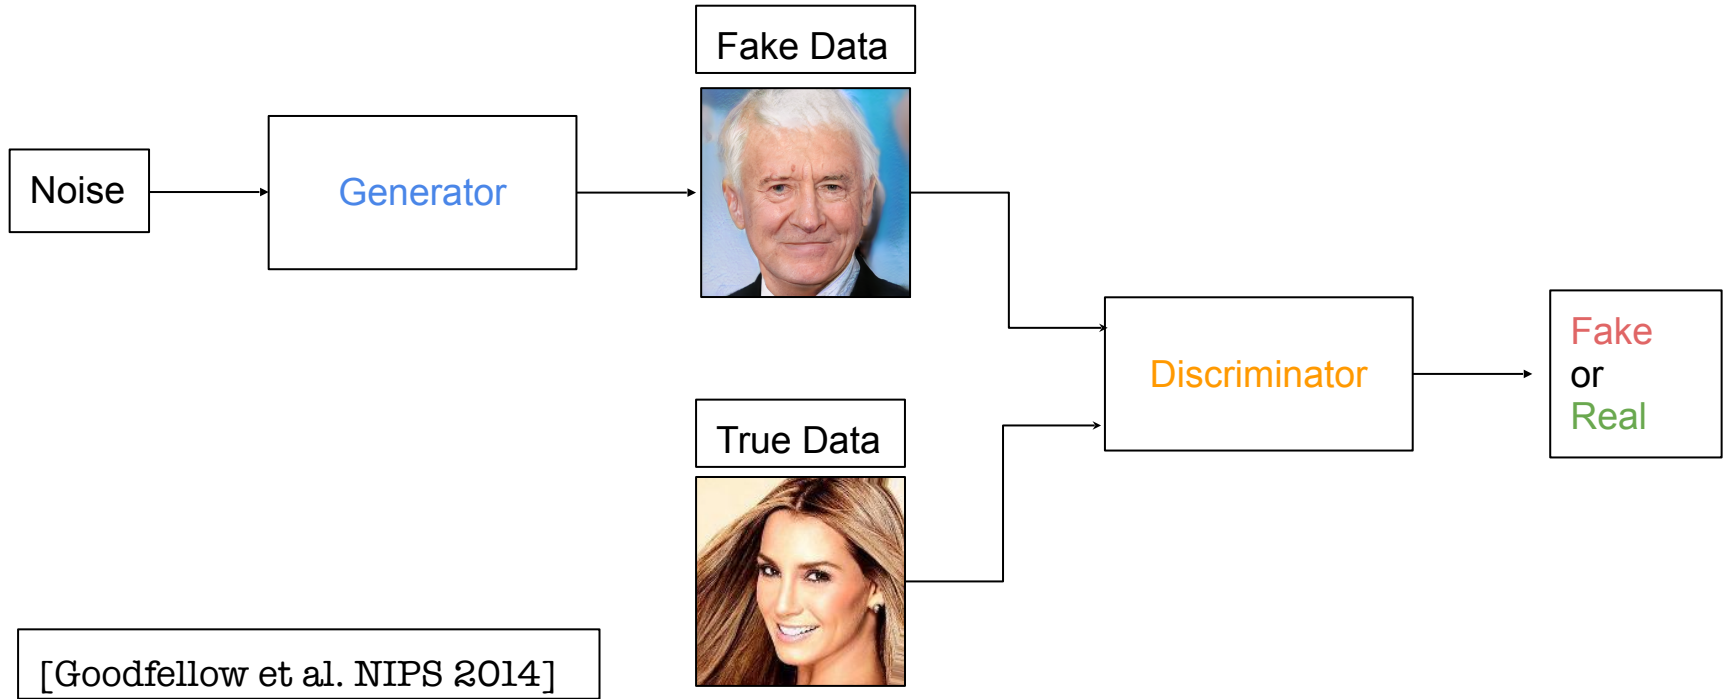 Fake Data
Noise
Generator
Discriminator
Fake
or
Real
True Data
[Goodfellow et al. NIPS 2014]